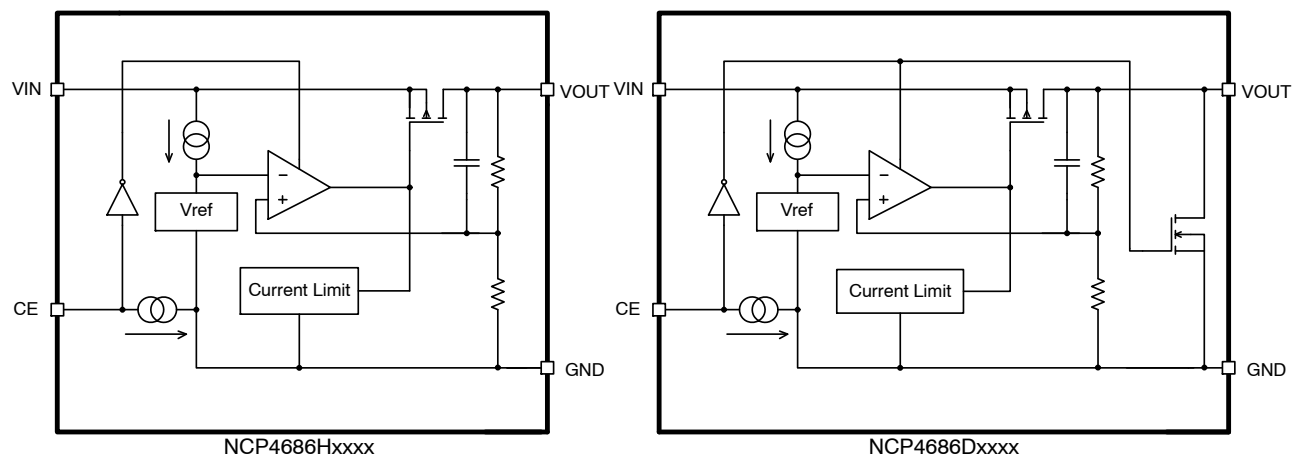 VIN
VOUT
−
+
Vref
Current Limit
CE
GND
NCP4686Hxxxx
VIN
VOUT
−
+
Vref
Current Limit
CE
GND
NCP4686Dxxxx